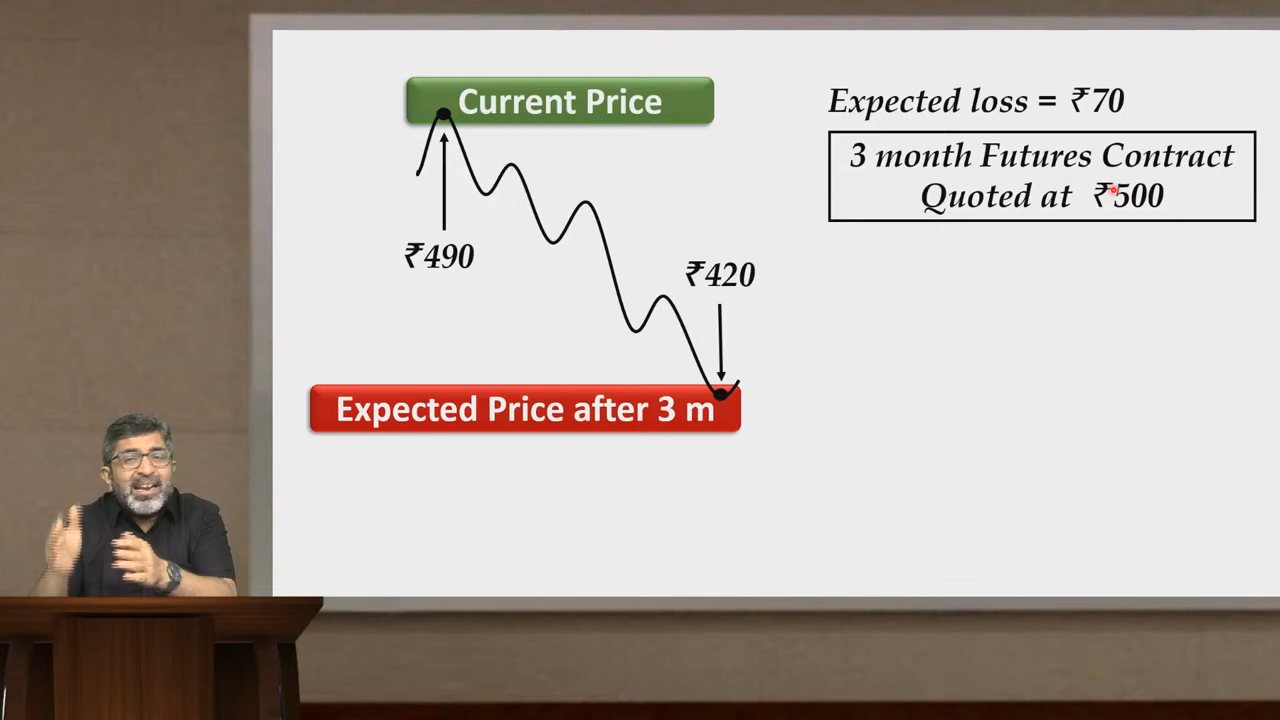 Current Price
₹490
₹420
Expected Price after 3 m
Expected loss = ₹70
3 month Futures Contract
Quoted at ₹500